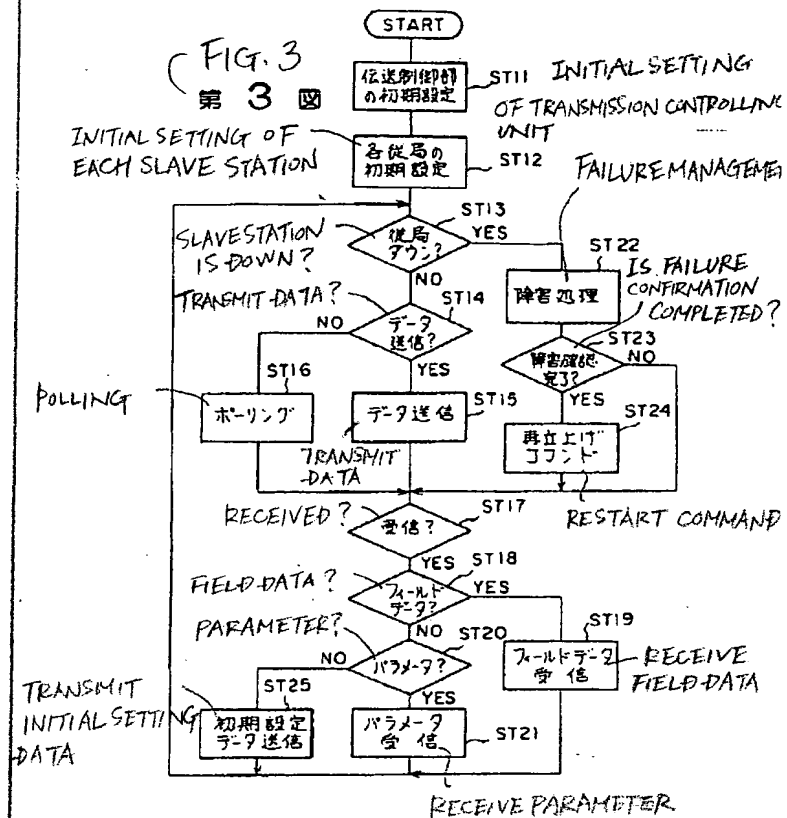 START
FIG. 3
第 3 図
伝送制御部
の初期設定
ST11
INITIAL SETTING
OF TRANSMISSION CONTROLLING
UNIT
INITIAL SETTING OF
EACH SLAVE STATION
各従局の
初期設定
ST12
FAILURE MANAGEME
SLAVE STATION
IS DOWN?
従局
ダウン?
ST13
YES
NO
ST22
障害処理
IS FAILURE
CONFIRMATION
COMPLETED?
TRANSMIT DATA?
データ
送信?
ST14
NO
YES
ST23
障害確認
完了?
NO
YES
POLLING
ST16
ポーリング
データ送信
ST15
TRANSMIT
DATA
ST24
再立上げ
コマンド
RESTART COMMAND
RECEIVED?
受信?
ST17
YES
FIELD DATA?
フィールド
データ?
ST18
YES
NO
PARAMETER?
パラメータ?
ST20
NO
YES
ST19
フィールドデータ
受信
RECEIVE
FIELD DATA
TRANSMIT
INITIAL SETTING
DATA
ST25
初期設定
データ送信
パラメータ
受信
ST21
RECEIVE PARAMETER